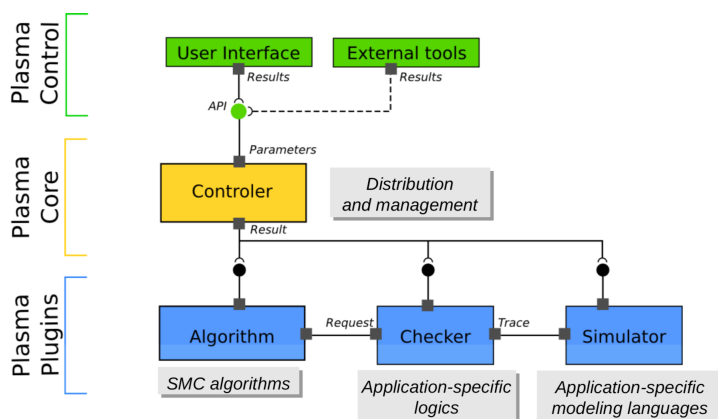 Plasma
Control
User Interface
External tools
Results
Results
API
Parameters
Plasma
Core
Controler
Distribution
and management
Result
Plasma
Plugins
Algorithm
Request
Checker
Trace
Simulator
SMC algorithms
Application-specific
logics
Application-specific
modeling languages